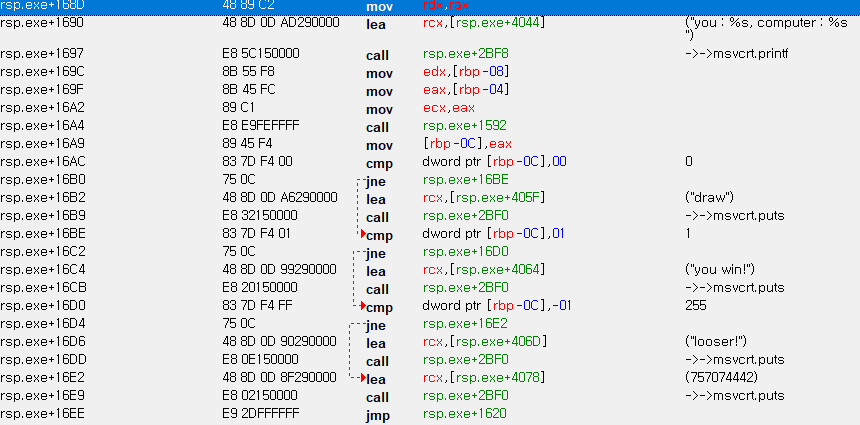 rsp.exe+168D 48 89 C2 mov rdx,rax
rsp.exe+1690 48 8D 0D AD290000 lea rcx,[rsp.exe+4044] ("you : %s, computer : %s
")
rsp.exe+1697 E8 5C150000 call rsp.exe+2BF8 ->->msvcrt.printf
rsp.exe+169C 8B 55 F8 mov edx,[rbp-08]
rsp.exe+169F 8B 45 FC mov eax,[rbp-04]
rsp.exe+16A2 89 C1 mov ecx,eax
rsp.exe+16A4 E8 E9FEFFFF call rsp.exe+1592
rsp.exe+16A9 89 45 F4 mov [rbp-0C],eax
rsp.exe+16AC 83 7D F4 00 cmp dword ptr [rbp-0C],00 0
rsp.exe+16B0 75 0C jne rsp.exe+16BE
rsp.exe+16B2 48 8D 0D A6290000 lea rcx,[rsp.exe+405F] ("draw")
rsp.exe+16B9 E8 32150000 call rsp.exe+2BF0 ->->msvcrt.puts
rsp.exe+16BE 83 7D F4 01 cmp dword ptr [rbp-0C],01 1
rsp.exe+16C2 75 0C jne rsp.exe+16D0
rsp.exe+16C4 48 8D 0D 99290000 lea rcx,[rsp.exe+4064] ("you win!")
rsp.exe+16CB E8 20150000 call rsp.exe+2BF0 ->->msvcrt.puts
rsp.exe+16D0 83 7D F4 FF cmp dword ptr [rbp-0C],-01 255
rsp.exe+16D4 75 0C jne rsp.exe+16E2
rsp.exe+16D6 48 8D 0D 90290000 lea rcx,[rsp.exe+406D] ("looser!")
rsp.exe+16DD E8 0E150000 call rsp.exe+2BF0 ->->msvcrt.puts
rsp.exe+16E2 48 8D 0D 8F290000 lea rcx,[rsp.exe+4078] (757074442)
rsp.exe+16E9 E8 02150000 call rsp.exe+2BF0 ->->msvcrt.puts
rsp.exe+16EE E9 2DFFFFFF jmp rsp.exe+1620